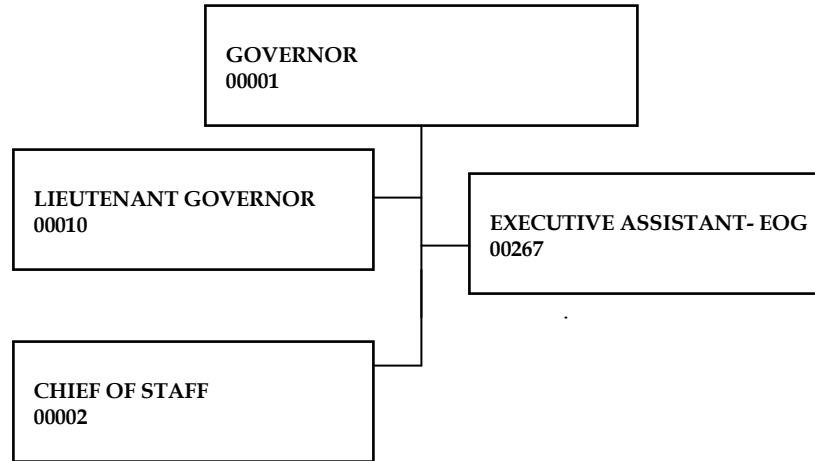 GOVERNOR
00001
LIEUTENANT GOVERNOR
00010
EXECUTIVE ASSISTANT- EOG
00267
.
CHIEF OF STAFF
00002